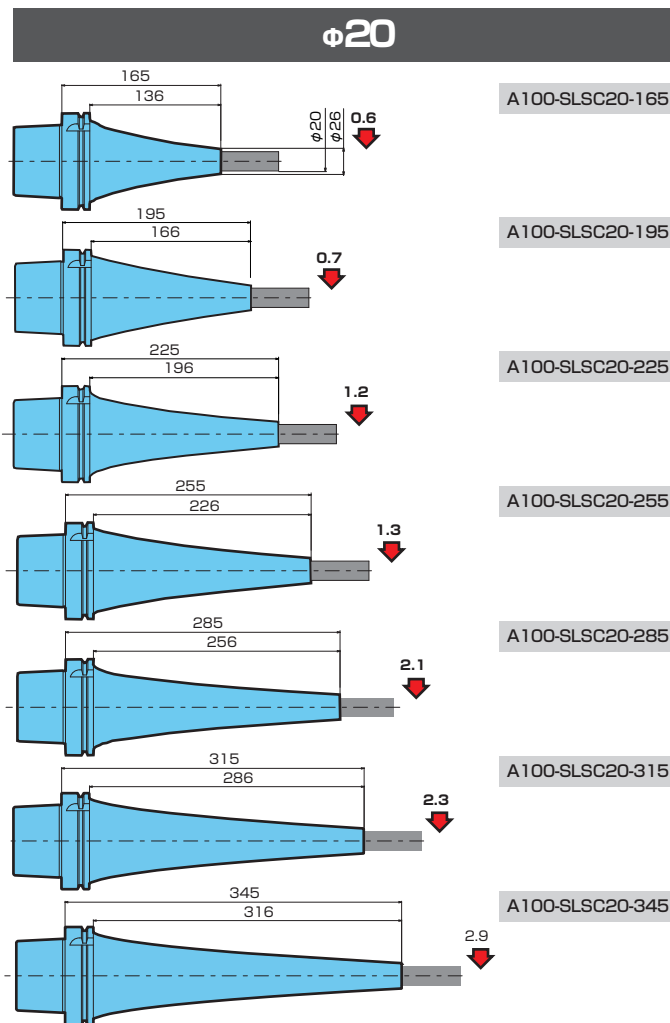 φ20
165
136
φ20
φ26
0.6
A100-SLSC20-165
195
166
0.7
A100-SLSC20-195
225
196
1.2
A100-SLSC20-225
255
226
1.3
A100-SLSC20-255
285
256
2.1
A100-SLSC20-285
315
286
2.3
A100-SLSC20-315
345
316
2.9
A100-SLSC20-345